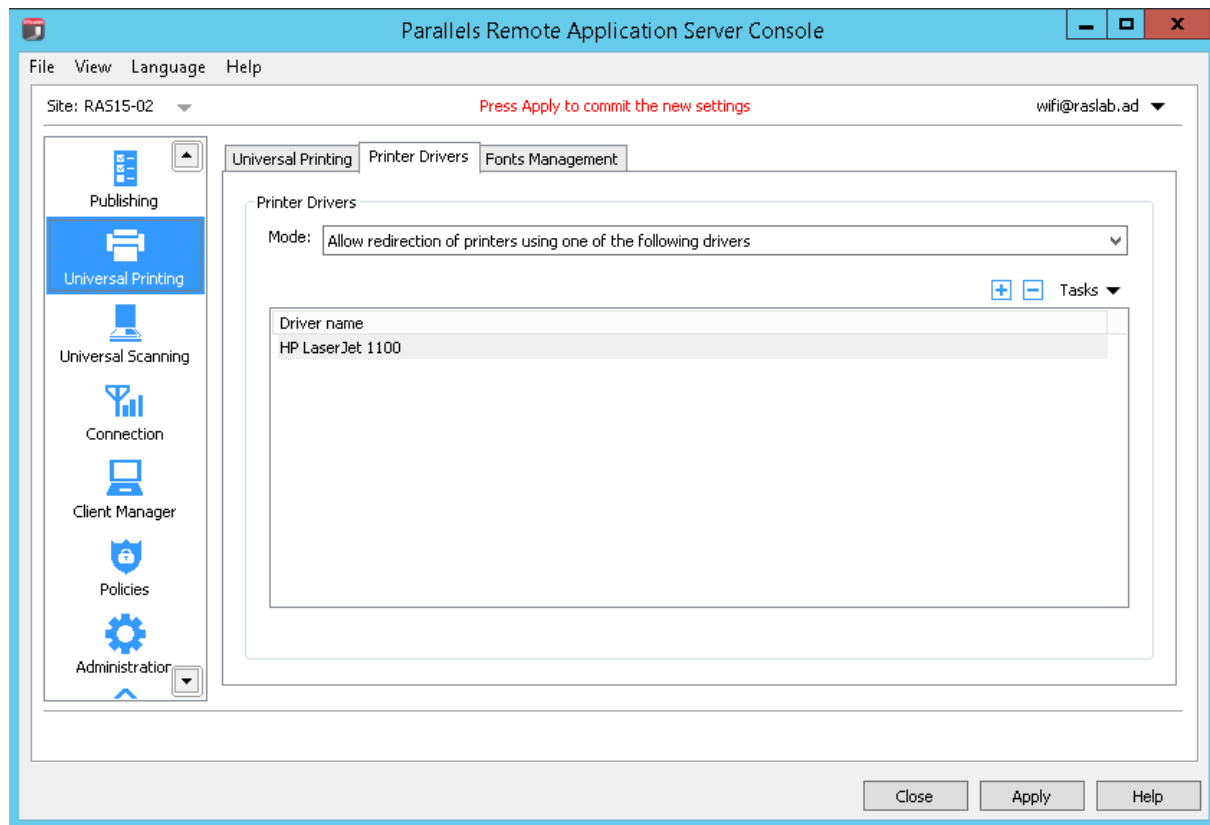 Parallels Remote Application Server Console
File View Language Help
Site: RAS15-02 Press Apply to commit the new settings wifi@raslab.ad
Publishing
Universal Printing
Universal Scanning
Connection
Client Manager
Policies
Administration
Universal Printing Printer Drivers Fonts Management
Printer Drivers
Mode: Allow redirection of printers using one of the following drivers
Tasks
Driver name
HP LaserJet 1100
Close Apply Help